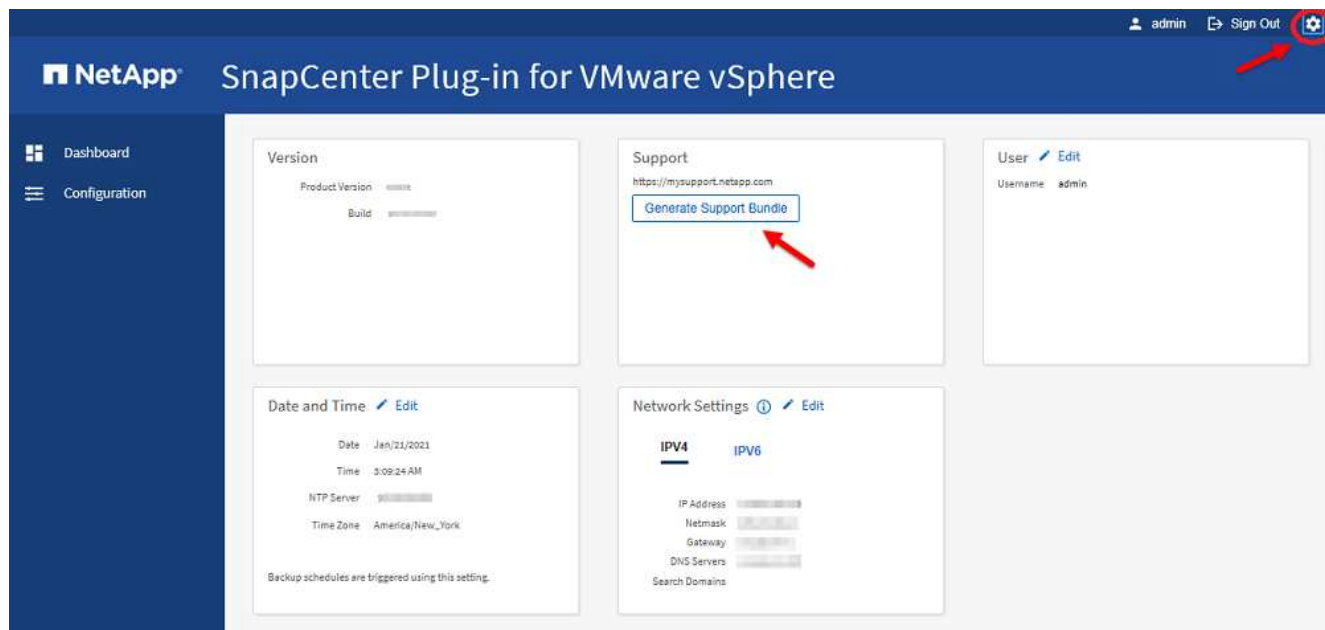 admin Sign Out
NetApp SnapCenter Plug-in for VMware vSphere
Dashboard
Configuration
Version
Product Version
Build
Support
https://mysupport.netapp.com
Generate Support Bundle
User Edit
Username admin
Date and Time Edit
Date Jan/21/2021
Time 3:09:24 AM
NTP Server
Time Zone America/New_York
Backup schedules are triggered using this setting.
Network Settings Edit
IPV4 IPV6
IP Address
Netmask
Gateway
DNS Servers
Search Domains